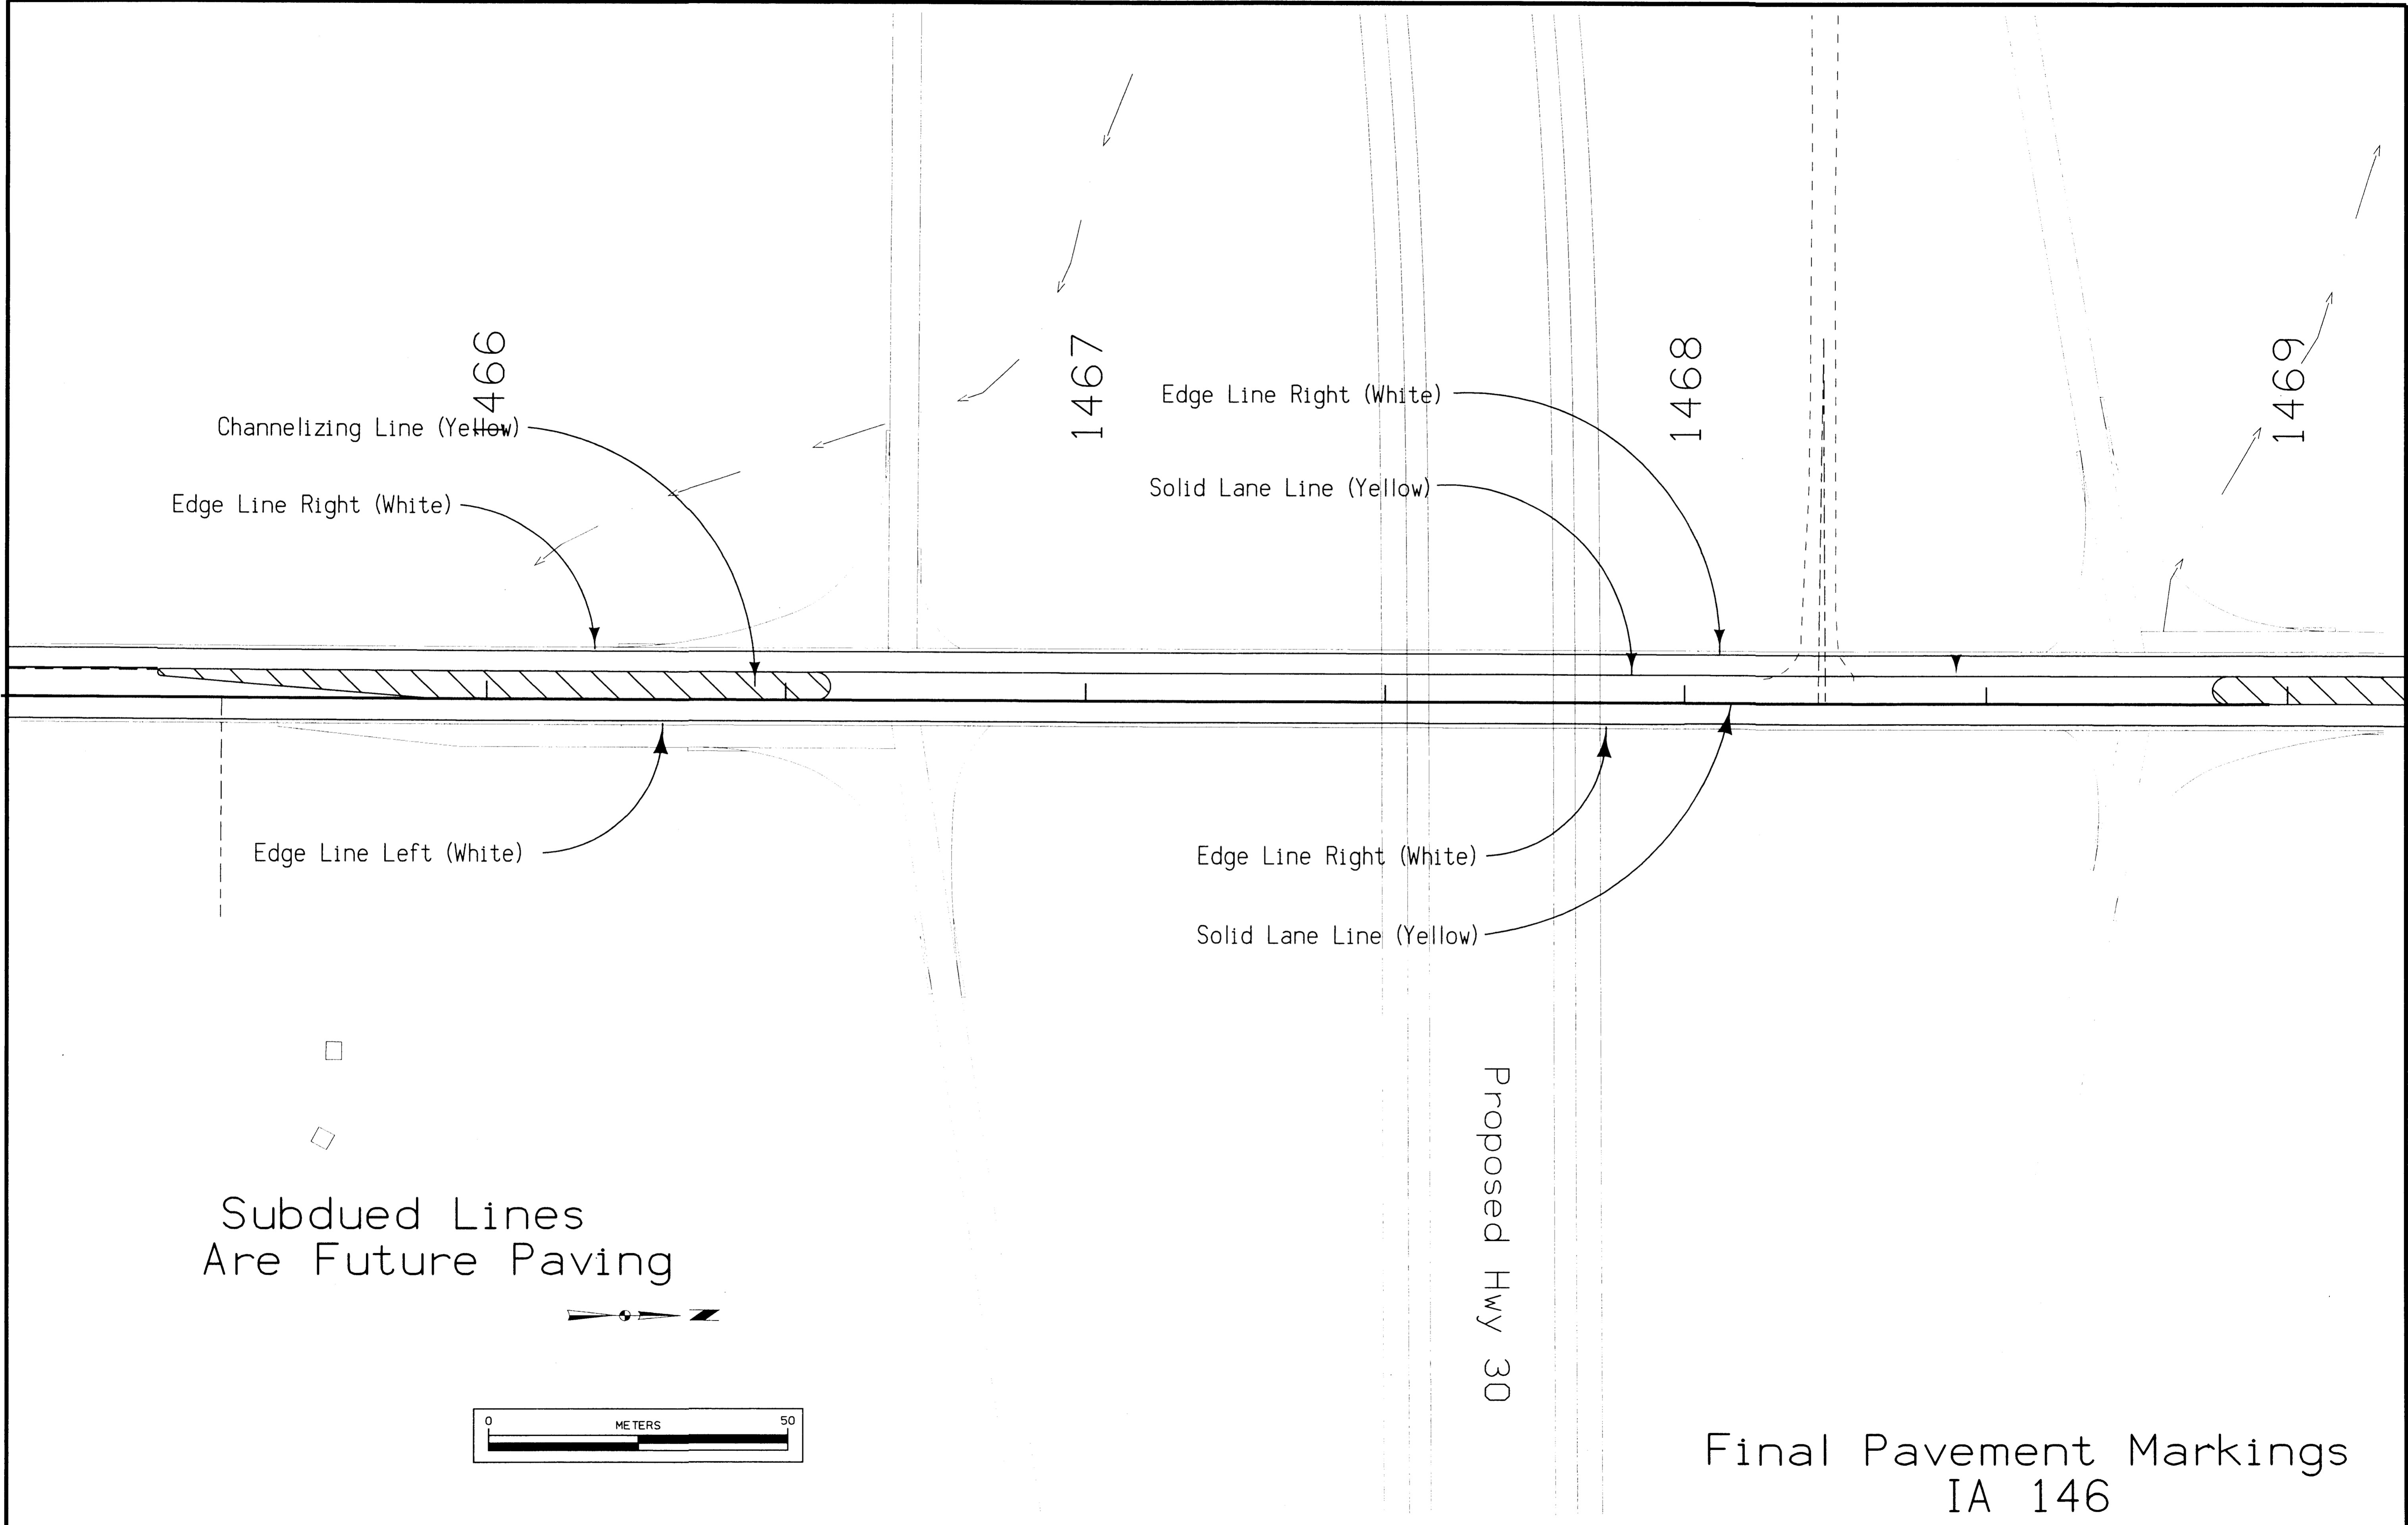 1466
1467
1468
1469
Channelizing Line (Yellow)
Edge Line Right (White)
Edge Line Right (White)
Solid Lane Line (Yellow)
Edge Line Left (White)
Edge Line Right (White)
Solid Lane Line (Yellow)
Proposed Hwy 30
Subdued Lines
Are Future Paving
N
0 METERS 50
Final Pavement Markings
IA 146